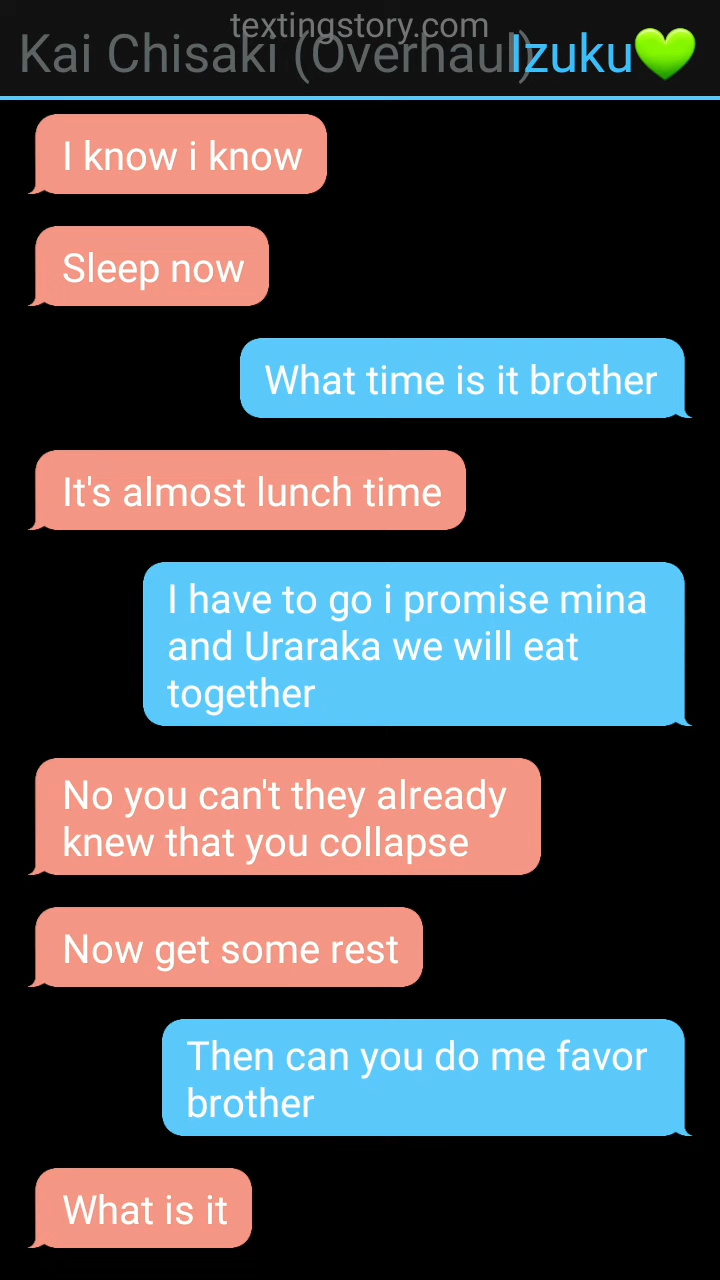 textingstory.com
Kai Chisaki (Overhaul)
Izuku💚
I know i know
Sleep now
What time is it brother
It's almost lunch time
I have to go i promise mina
and Uraraka we will eat
together
No you can't they already
knew that you collapse
Now get some rest
Then can you do me favor
brother
What is it